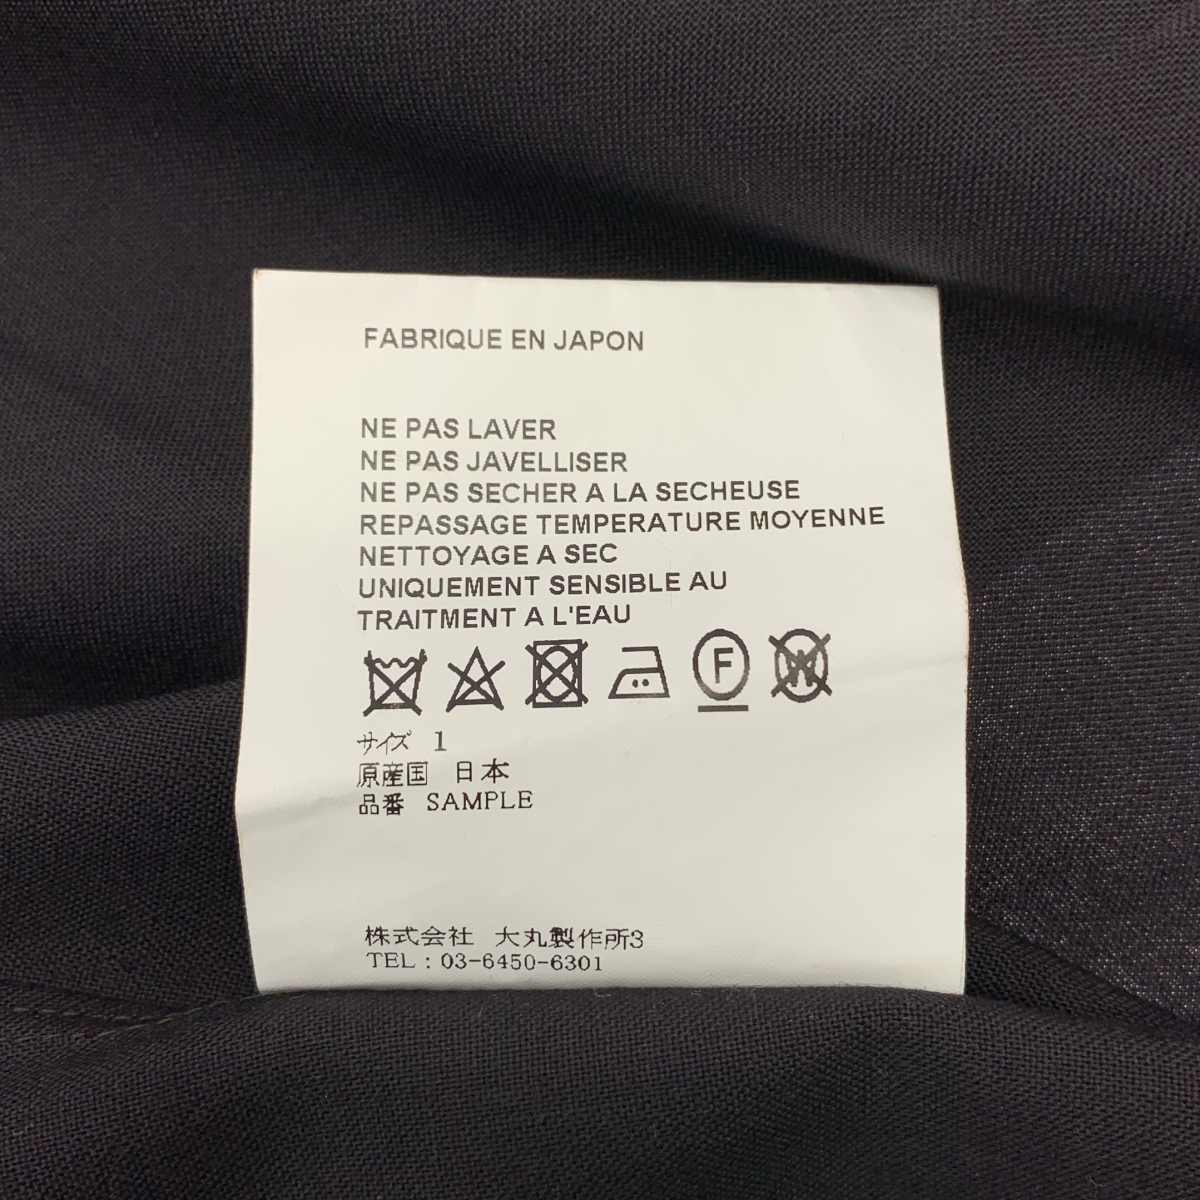 FABRIQUE EN JAPON
NE PAS LAVER
NE PAS JAVELLISER
NE PAS SECHER A LA SECHEUSE
REPASSAGE TEMPERATURE MOYENNE
NETTOYAGE A SEC
UNIQUEMENT SENSIBLE AU
TRAITMENT A L'EAU
F W
サイズ 1
原産国 日本
品番 SAMPLE
株式会社 大丸製作所3
TEL : 03-6450-6301